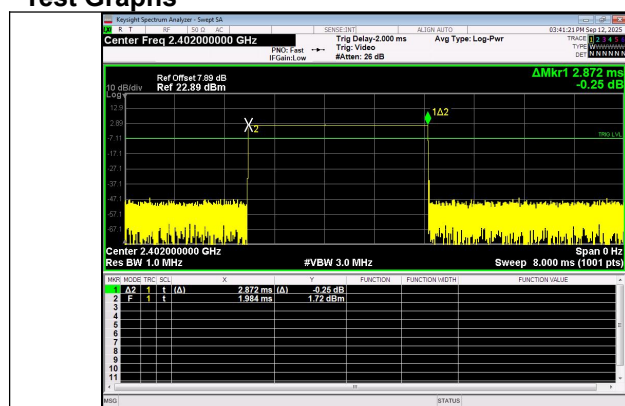 Test Graphs
Keysight Spectrum Analyzer - Swept SA
R T RF 50 Ω AC SENSE:INT ALIGN AUTO 03:41:21 PM Sep 12, 2025
Center Freq 2.402000000 GHz
PNO: Fast
IFGain:Low
Trig Delay-2.000 ms
Trig: Video
#Atten: 26 dB
Avg Type: Log-Pwr
TRACE 1 2 3 4 5 6
TYPE
DET N N N N N N
ΔMkr1 2.872 ms
-0.25 dB
Ref Offset 7.89 dB
10 dB/div Ref 22.89 dBm
Log
12.9
1Δ2
2.89
X2
-7.11
TRIG LVL
-17.1
-27.1
-37.1
-47.1
-57.1
-67.1
Center 2.402000000 GHz Span 0 Hz
Res BW 1.0 MHz #VBW 3.0 MHz Sweep 8.000 ms (1001 pts)
MKR MODE TRC SCL X Y FUNCTION FUNCTION WIDTH FUNCTION VALUE
1 Δ2 1 t (Δ) 2.872 ms (Δ) -0.25 dB
2 F 1 t 1.984 ms 1.72 dBm
3
4
5
6
7
8
9
10
11
MSG STATUS